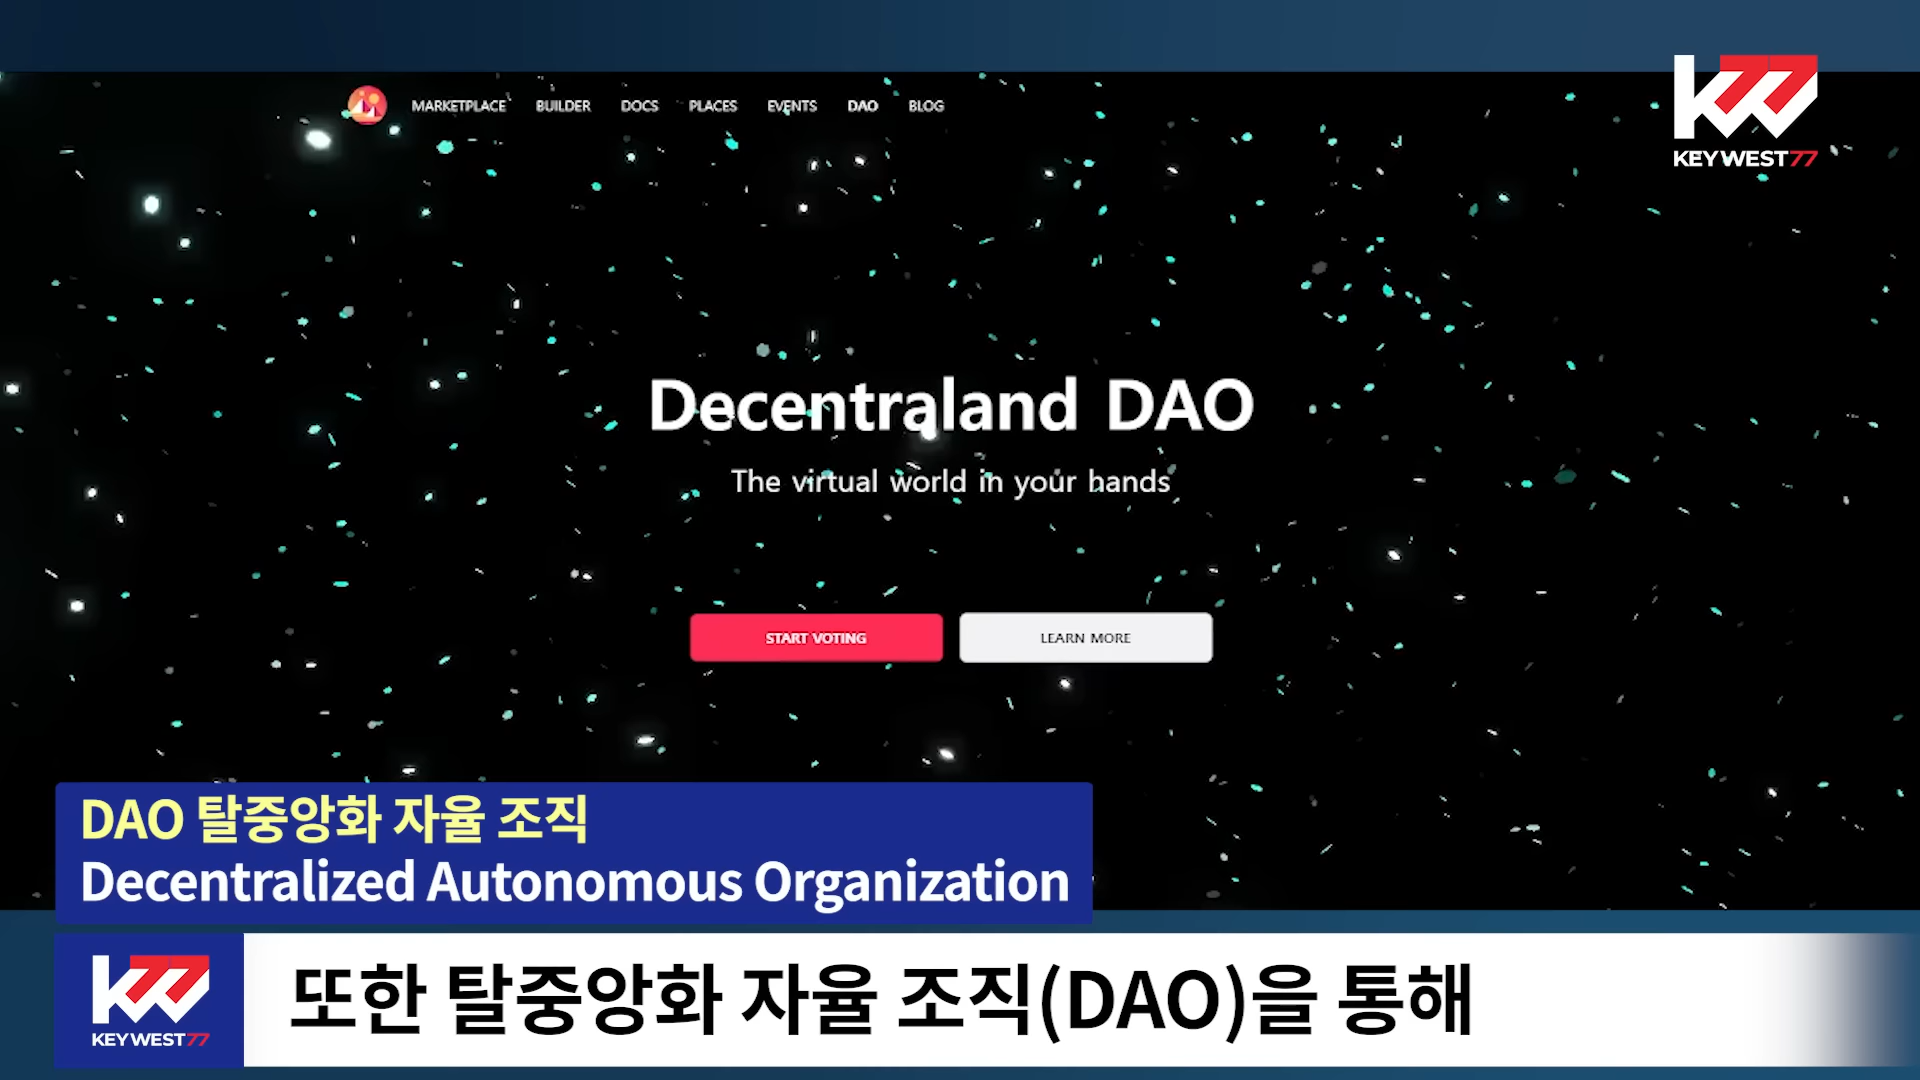 MARKETPLACE BUILDER DOCS PLACES EVENTS DAO BLOG
KEYWEST77
Decentraland DAO
The virtual world in your hands
START VOTING LEARN MORE
DAO 탈중앙화 자율 조직
Decentralized Autonomous Organization
또한 탈중앙화 자율 조직(DAO)을 통해
KEYWEST77